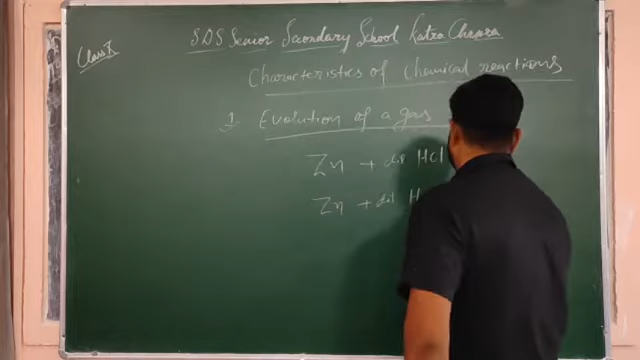 Class X
SDS Senior Secondary School Katra Chapra
Characteristics of Chemical reactions
1. Evolution of a gas
Zn + dil HCl
Zn + dil H